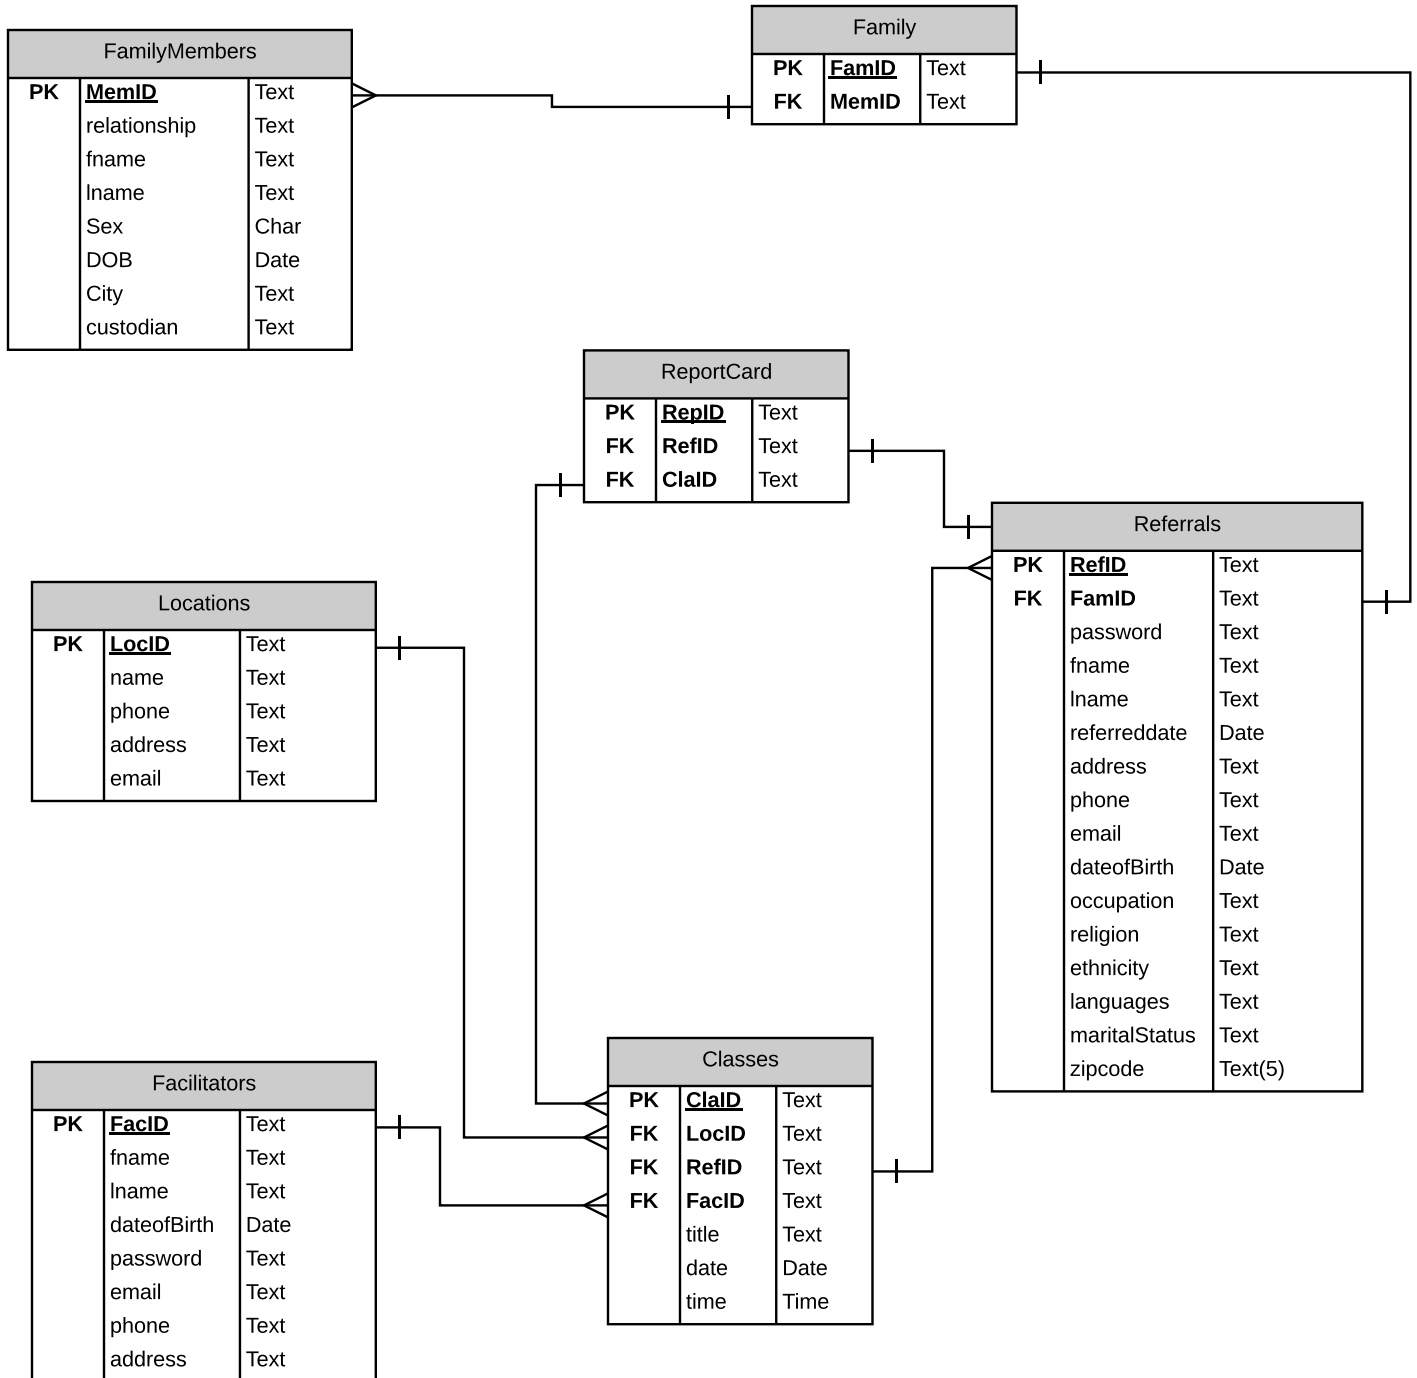 FamilyMembers
PK MemID Text
relationship Text
fname Text
lname Text
Sex Char
DOB Date
City Text
custodian Text
Family
PK FamID Text
FK MemID Text
ReportCard
PK RepID Text
FK RefID Text
FK ClaID Text
Referrals
PK RefID Text
FK FamID Text
password Text
fname Text
lname Text
referreddate Date
address Text
phone Text
email Text
dateofBirth Date
occupation Text
religion Text
ethnicity Text
languages Text
maritalStatus Text
zipcode Text(5)
Locations
PK LocID Text
name Text
phone Text
address Text
email Text
Facilitators
PK FacID Text
fname Text
lname Text
dateofBirth Date
password Text
email Text
phone Text
address Text
Classes
PK ClaID Text
FK LocID Text
FK RefID Text
FK FacID Text
title Text
date Date
time Time